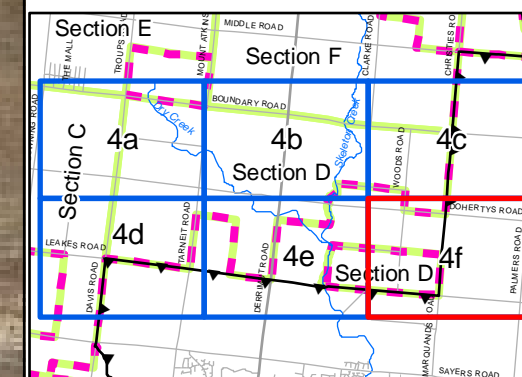 Section E
MIDDLE ROAD
CLARKE RO
CHRISTIES RO
THE MALL
TROUPS
MOUNT ATKINS
Section F
BOUNDARY ROAD
Dry Creek
Skeleton Creek
Section C
4a
4b
4c
Section D
WOODS ROAD
DOHERTYS ROAD
LEAKES ROAD
4d
TARNEIT ROAD
4e
DERRIMUT ROAD
Section D
4f
PALMERS ROAD
DAVIS ROAD
MARQUANDS ROAD
SAYERS ROAD